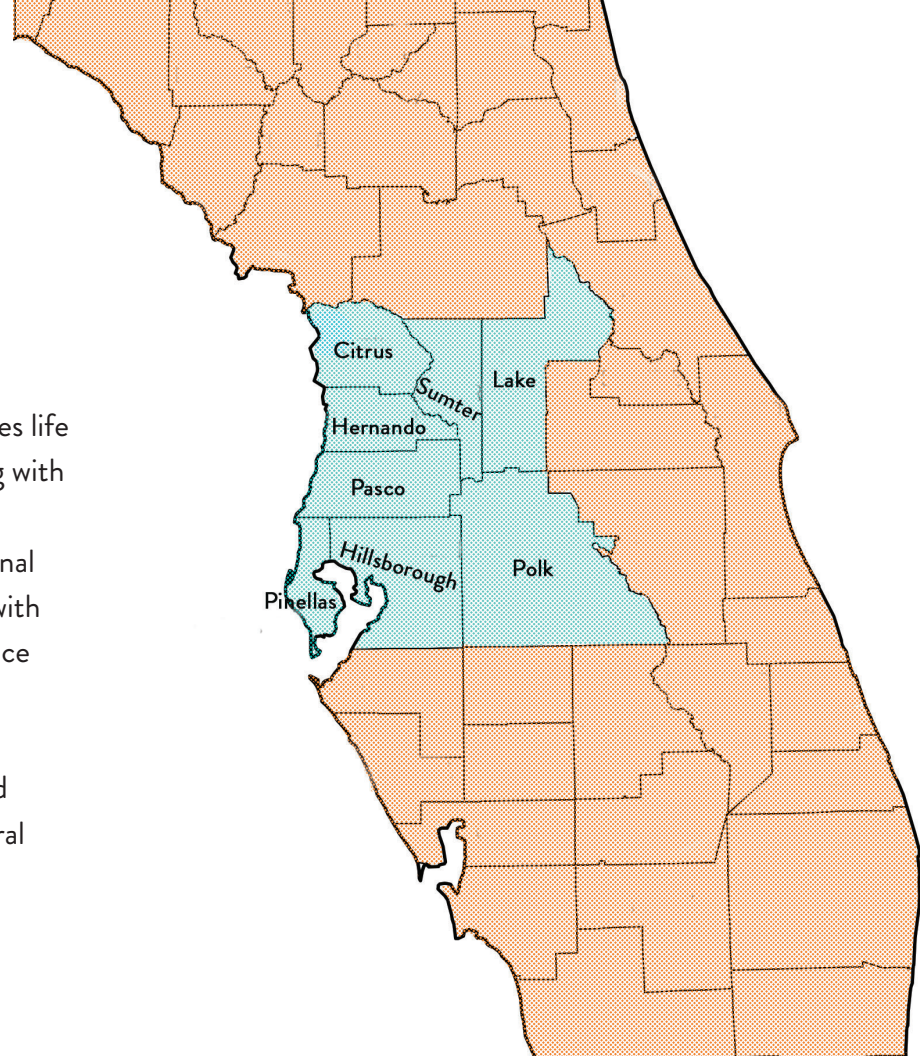 es life
g with
nal
with
ce
d
ral
Citrus
Sumter
Lake
Hernando
Pasco
Hillsborough
Polk
Pinellas